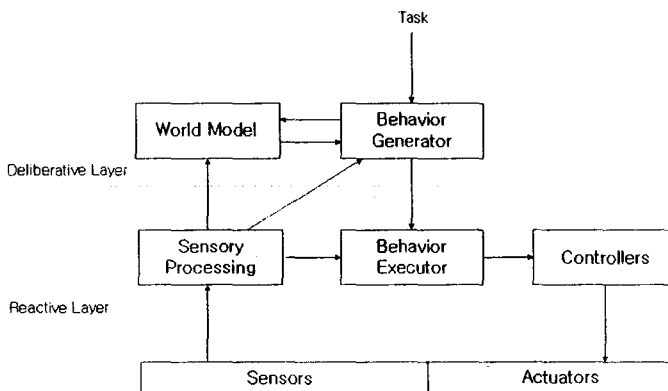 Task
World Model
Behavior
Generator
Deliberative Layer
Sensory
Processing
Behavior
Executor
Controllers
Reactive Layer
Sensors
Actuators